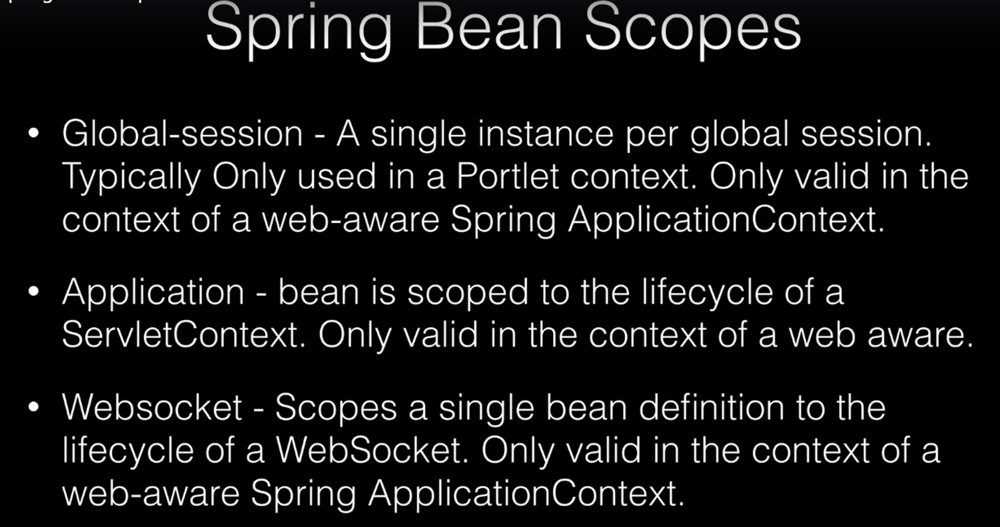 Spring Bean Scopes
• Global-session - A single instance per global session.
Typically Only used in a Portlet context. Only valid in the
context of a web-aware Spring ApplicationContext.
• Application - bean is scoped to the lifecycle of a
ServletContext. Only valid in the context of a web aware.
• Websocket - Scopes a single bean definition to the
lifecycle of a WebSocket. Only valid in the context of a
web-aware Spring ApplicationContext.